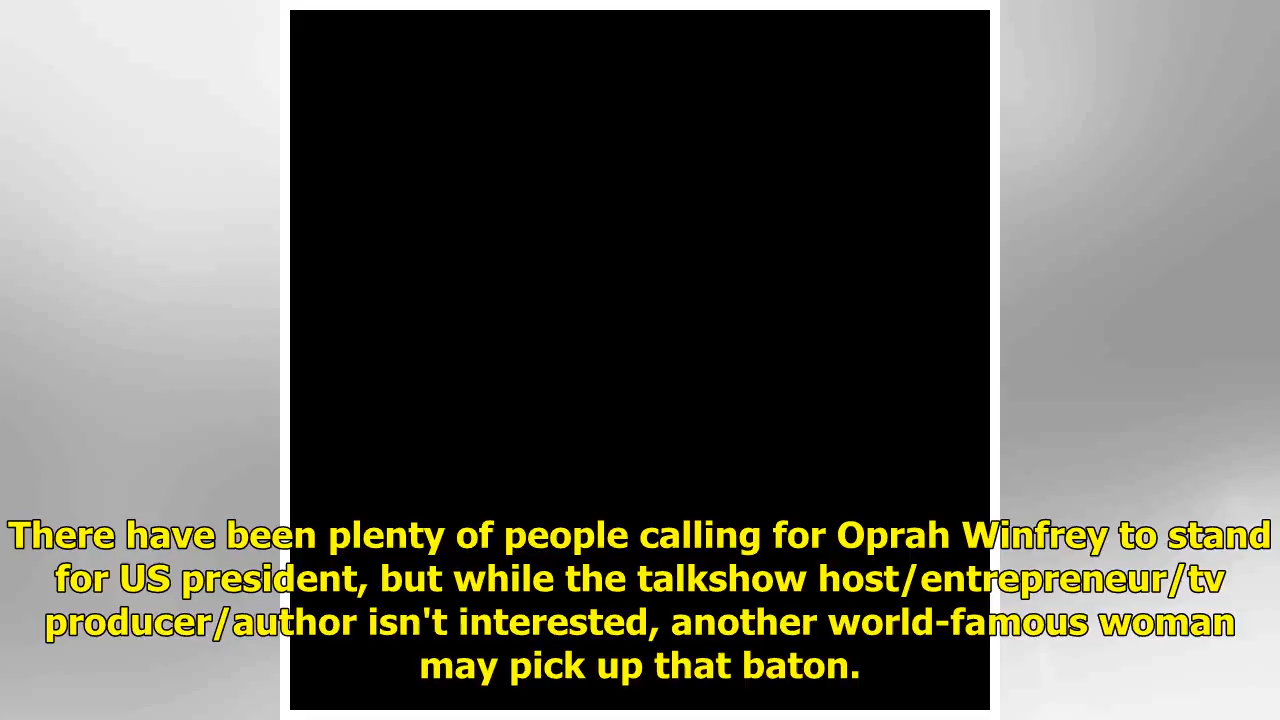 There have been plenty of people calling for Oprah Winfrey to stand
for US president, but while the talkshow host/entrepreneur/tv
producer/author isn't interested, another world-famous woman
may pick up that baton.